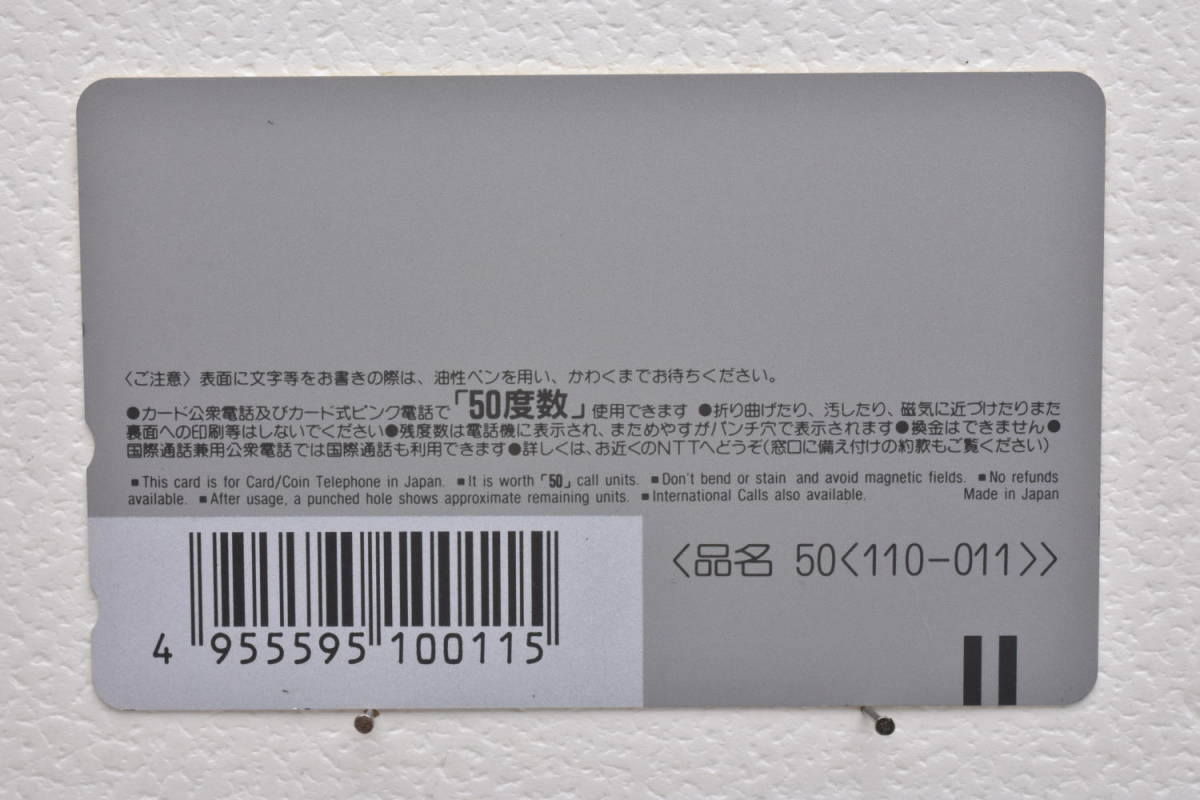 〈ご注意〉表面に文字等をお書きの際は、油性ペンを用い、かわくまでお待ちください。
●カード公衆電話及びカード式ピンク電話で「50度数」使用できます ●折り曲げたり、汚したり、磁気に近づけたりまた
裏面への印刷等はしないでください●残度数は電話機に表示され、まためやすがパンチ穴で表示されます●換金はできません●
国際通話兼用公衆電話では国際通話も利用できます●詳しくは、お近くのNTTへどうぞ(窓口に備え付けの約款もご覧ください)
■This card is for Card/Coin Telephone in Japan. ■It is worth「50」call units. ■Don't bend or stain and avoid magnetic fields. ■No refunds
available. ■After usage, a punched hole shows approximate remaining units. ■International Calls also available. Made in Japan
〈品名 50〈110-011〉〉
4 955595 100115